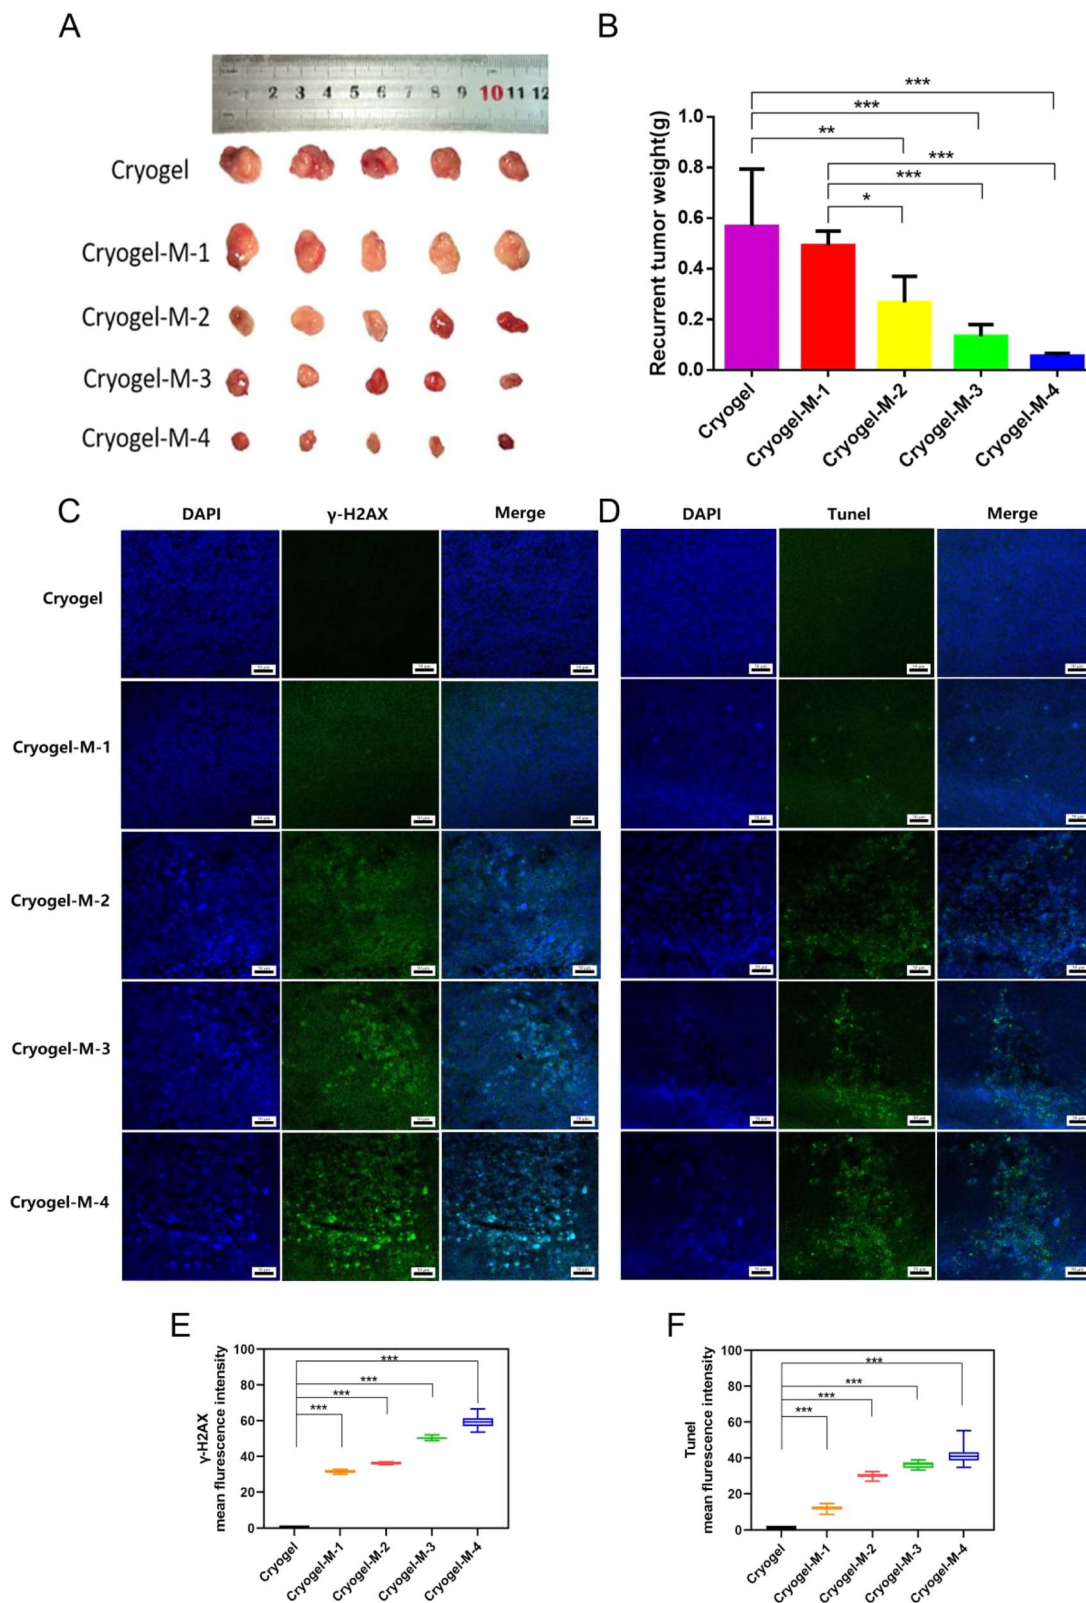 A
2 3 4 5 6 7 8 9 10 11 12
Cryogel
Cryogel-M-1
Cryogel-M-2
Cryogel-M-3
Cryogel-M-4
B
Recurrent tumor weight(g)
1.0
0.8
0.6
0.4
0.2
0.0
***
***
**
***
***
*
Cryogel
Cryogel-M-1
Cryogel-M-2
Cryogel-M-3
Cryogel-M-4
C
DAPI γ-H2AX Merge
D
DAPI Tunel Merge
Cryogel
Cryogel-M-1
Cryogel-M-2
Cryogel-M-3
Cryogel-M-4
E
γ-H2AX
mean flurescence intensity
100
80
60
40
20
0
***
***
***
***
Cryogel
Cryogel-M-1
Cryogel-M-2
Cryogel-M-3
Cryogel-M-4
F
Tunel
mean flurescence intensity
100
80
60
40
20
0
***
***
***
***
Cryogel
Cryogel-M-1
Cryogel-M-2
Cryogel-M-3
Cryogel-M-4